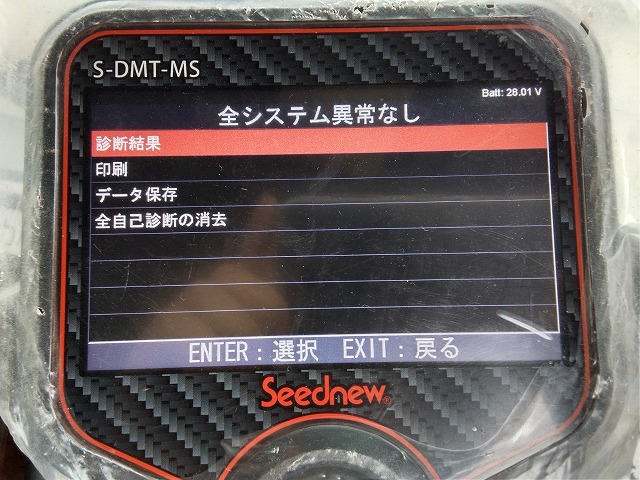 S-DMT-MS
Batt: 28.01 V
全システム異常なし
診断結果
印刷
データ保存
全自己診断の消去
ENTER：選択 EXIT：戻る
Seednew®